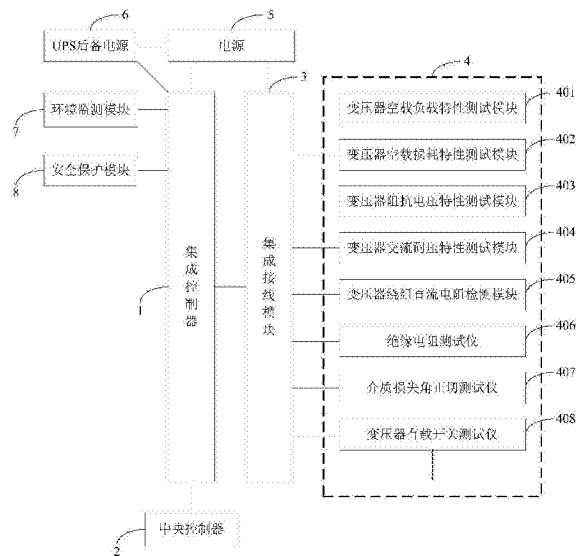 6
5
UPS后备电源
电源
3
4
7
环境监测模块
8
安全保护模块
1
集成控制器
集成接线模块
变压器空载负载特性测试模块
401
变压器空载损耗特性测试模块
402
变压器阻抗电压特性测试模块
403
变压器交流耐压特性测试模块
404
变压器绕组直流电阻检测模块
405
绝缘电阻测试仪
406
介质损失角正切测试仪
407
变压器有载开关测试仪
408
2
中央控制器